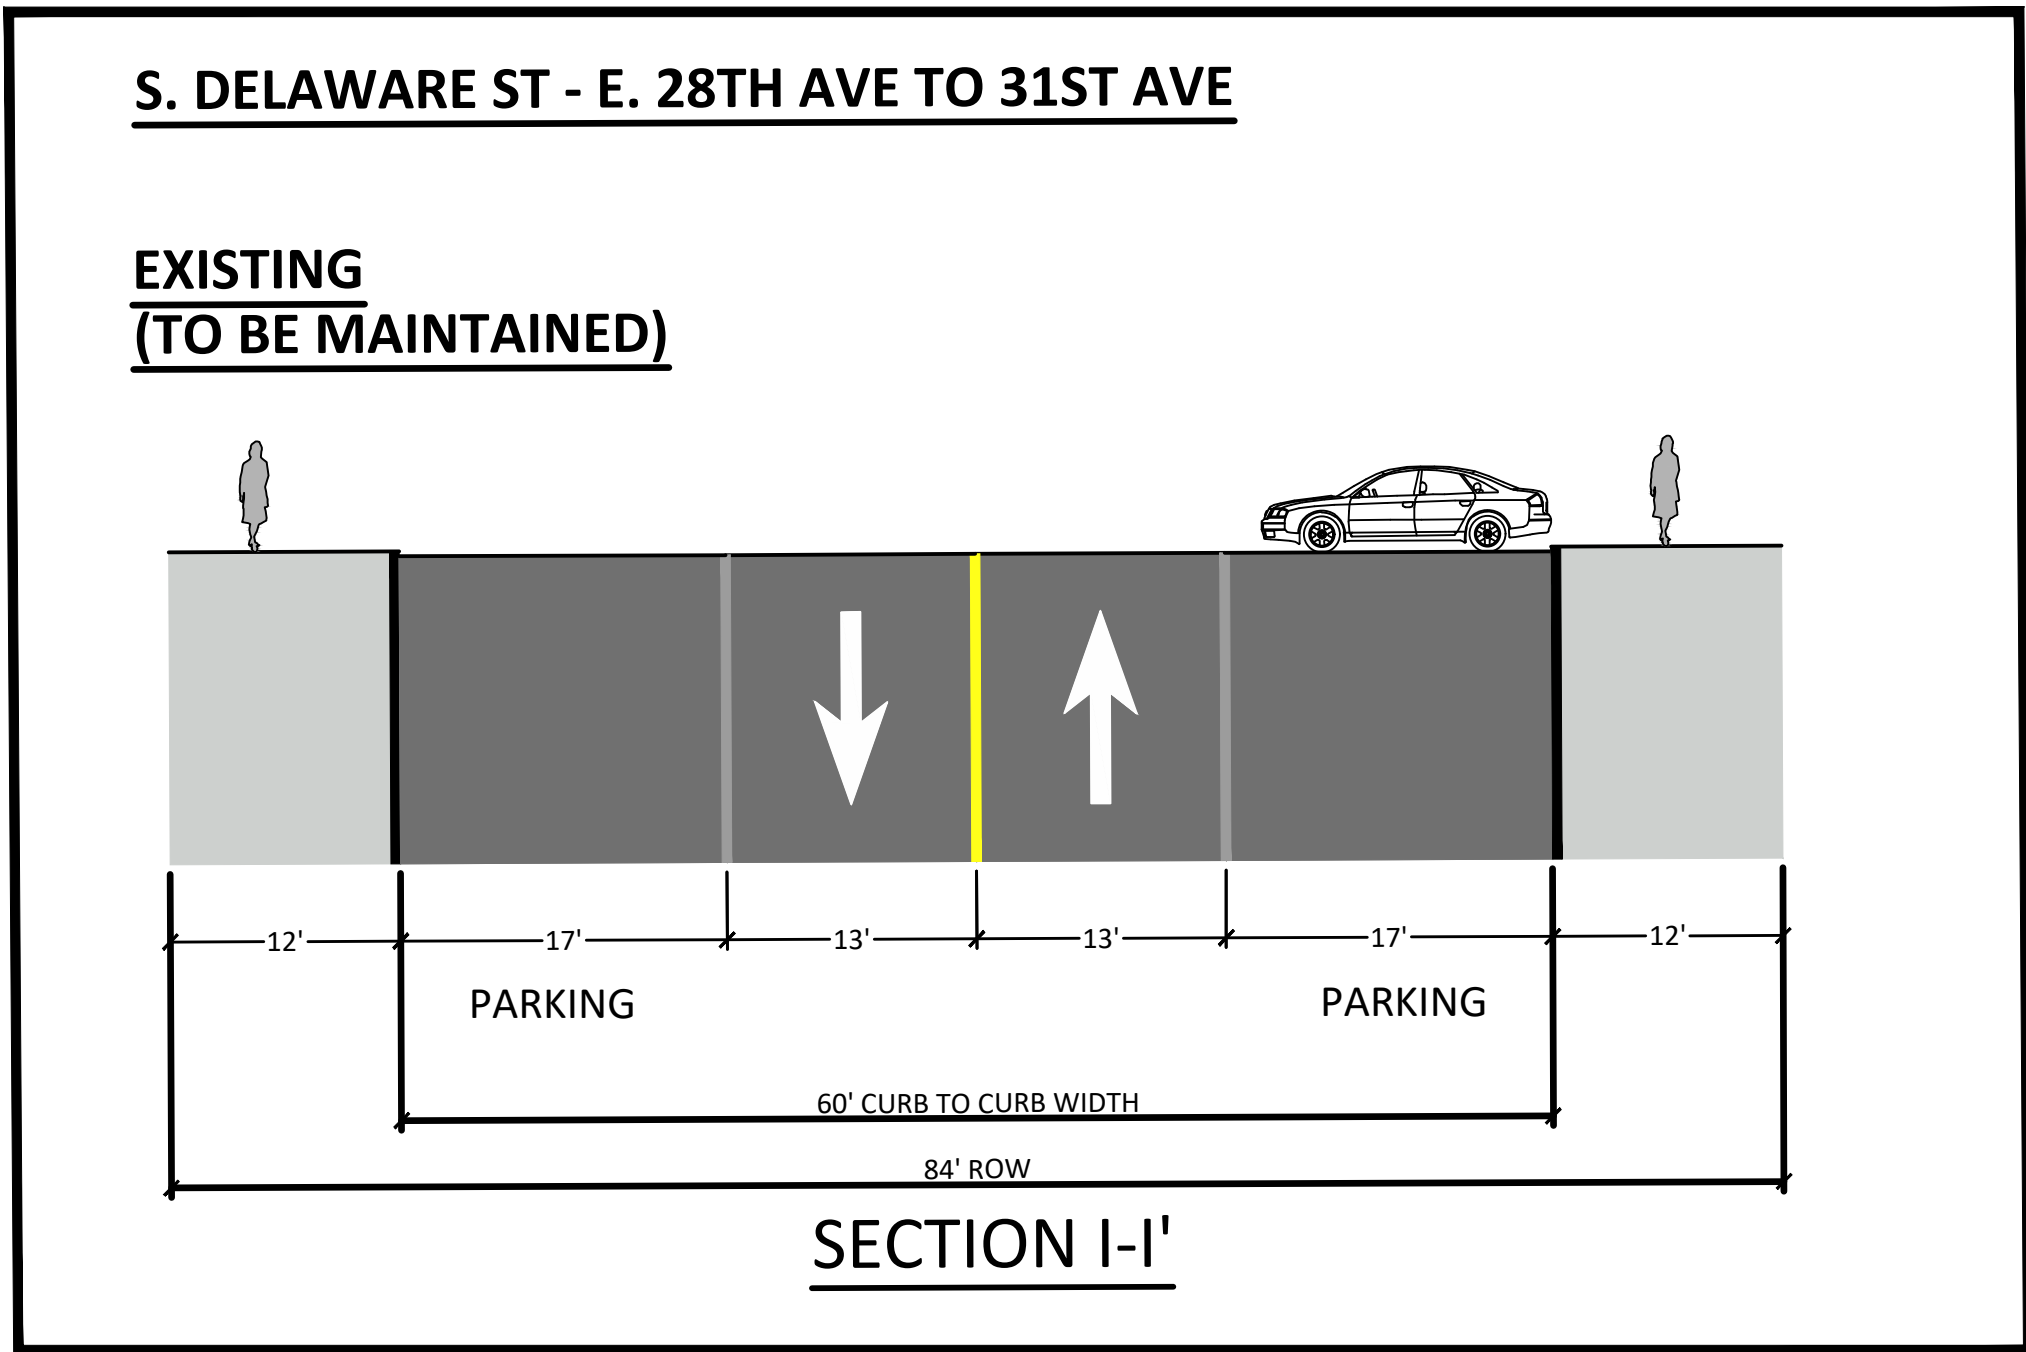 S. DELAWARE ST - E. 28TH AVE TO 31ST AVE
EXISTING
(TO BE MAINTAINED)
12' 17' 13' 13' 17' 12'
PARKING PARKING
60' CURB TO CURB WIDTH
84' ROW
SECTION I-I'